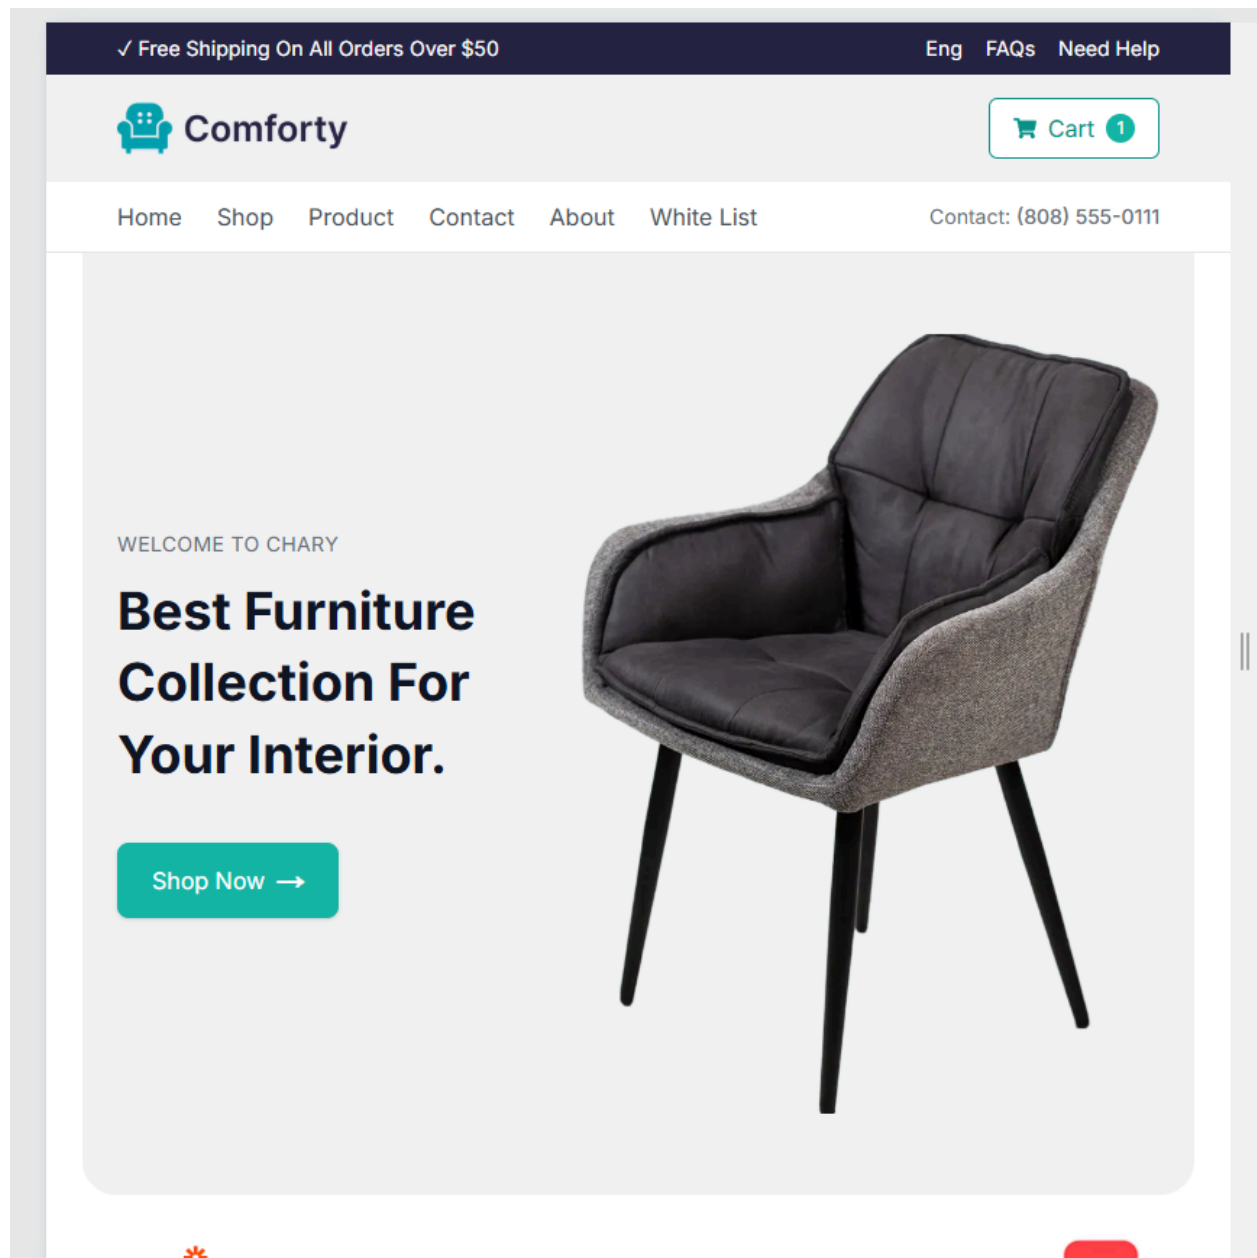 ✓ Free Shipping On All Orders Over $50
Eng FAQs Need Help
Comforty
Cart 1
Home Shop Product Contact About White List
Contact: (808) 555-0111
WELCOME TO CHARY
Best Furniture
Collection For
Your Interior.
Shop Now →